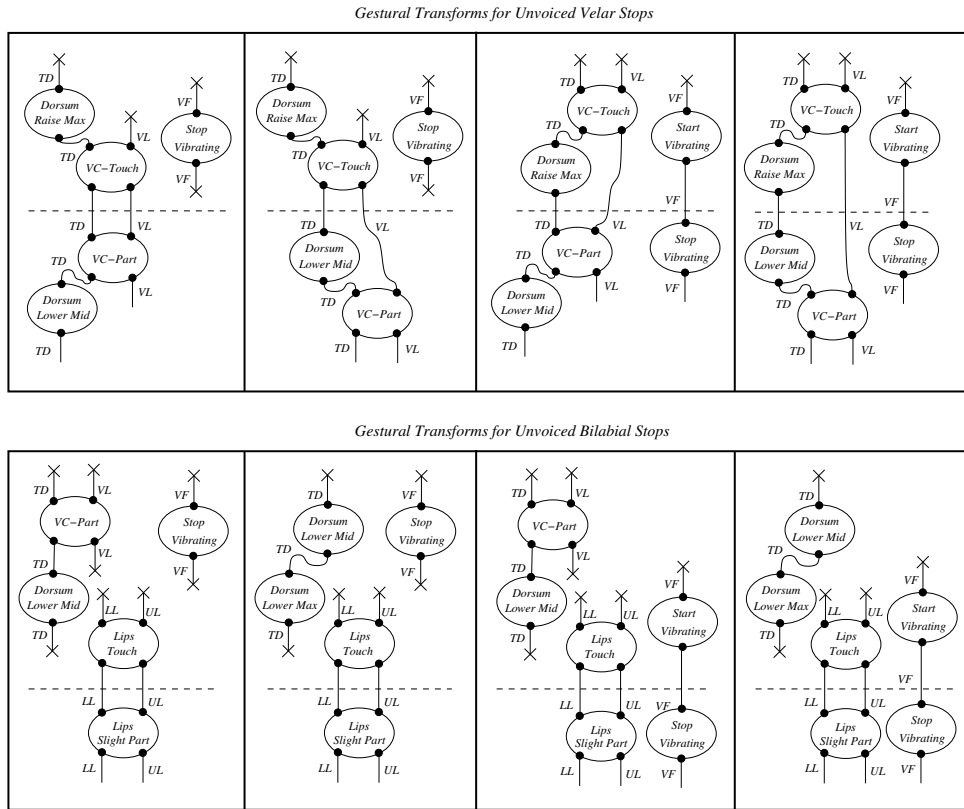 Gestural Transforms for Unvoiced Velar Stops
TD
Dorsum
Raise Max
VF
Stop
Vibrating
VF
VL
TD
VC-Touch
TD
VL
VC-Part
TD
VL
Dorsum
Lower Mid
TD
TD
Dorsum
Raise Max
VF
Stop
Vibrating
VF
VL
TD
VC-Touch
TD
VL
Dorsum
Lower Mid
TD
VC-Part
TD
VL
TD
VL
VC-Touch
TD
Dorsum
Raise Max
VF
Start
Vibrating
VF
TD
VL
VC-Part
Stop
Vibrating
TD
VL
VF
Dorsum
Lower Mid
TD
TD
VL
VC-Touch
TD
Dorsum
Raise Max
VF
Start
Vibrating
TD
VL
VF
Dorsum
Lower Mid
Stop
Vibrating
TD
VF
VC-Part
TD
VL
Gestural Transforms for Unvoiced Bilabial Stops
TD
VL
VF
VC-Part
Stop
Vibrating
TD
VL
VF
Dorsum
Lower Mid
LL
UL
TD
Lips
Touch
LL
UL
Lips
Slight Part
LL
UL
TD
VF
Dorsum
Lower Mid
Stop
Vibrating
TD
VF
Dorsum
Lower Max
LL
UL
TD
Lips
Touch
LL
UL
Lips
Slight Part
LL
UL
TD
VL
VC-Part
TD
VL
VF
Dorsum
Lower Mid
LL
UL
Start
Vibrating
TD
Lips
Touch
LL
UL
VF
Lips
Slight Part
Stop
Vibrating
LL
UL
VF
TD
Dorsum
Lower Mid
TD
VF
Dorsum
Lower Max
LL
UL
Start
Vibrating
TD
Lips
Touch
VF
LL
UL
Lips
Slight Part
Stop
Vibrating
LL
UL
VF